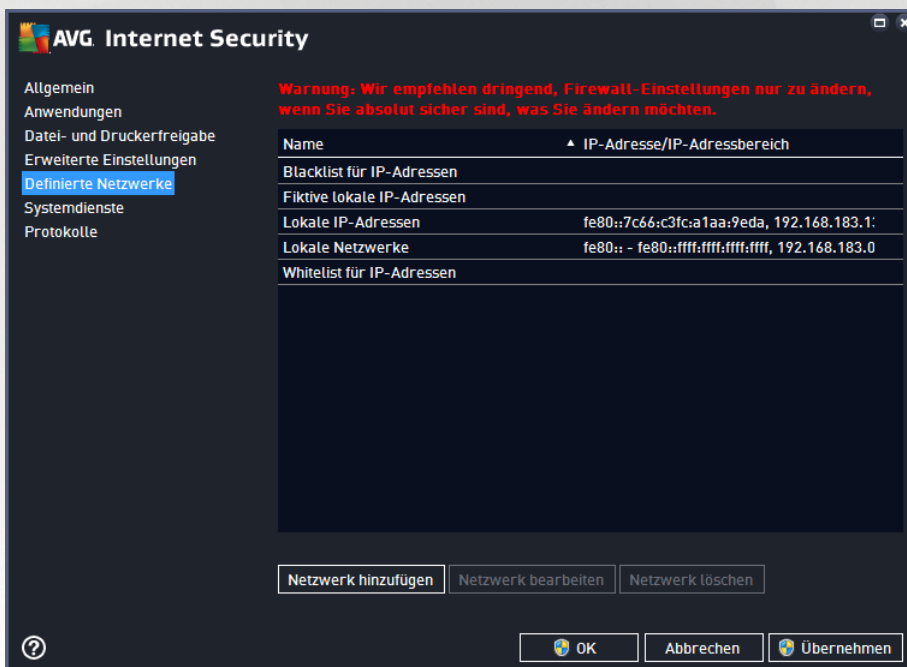 AVG Internet Security
Allgemein
Anwendungen
Datei- und Druckerfreigabe
Erweiterte Einstellungen
Definierte Netzwerke
Systemdienste
Protokolle
Warnung: Wir empfehlen dringend, Firewall-Einstellungen nur zu ändern,
wenn Sie absolut sicher sind, was Sie ändern möchten.
Name IP-Adresse/IP-Adressbereich
Blacklist für IP-Adressen
Fiktive lokale IP-Adressen
Lokale IP-Adressen fe80::7c66:c3fc:a1aa:9eda, 192.168.183.1
Lokale Netzwerke fe80:: - fe80::ffff:ffff:ffff:ffff, 192.168.183.0
Whitelist für IP-Adressen
Netzwerk hinzufügen Netzwerk bearbeiten Netzwerk löschen
OK Abbrechen Übernehmen